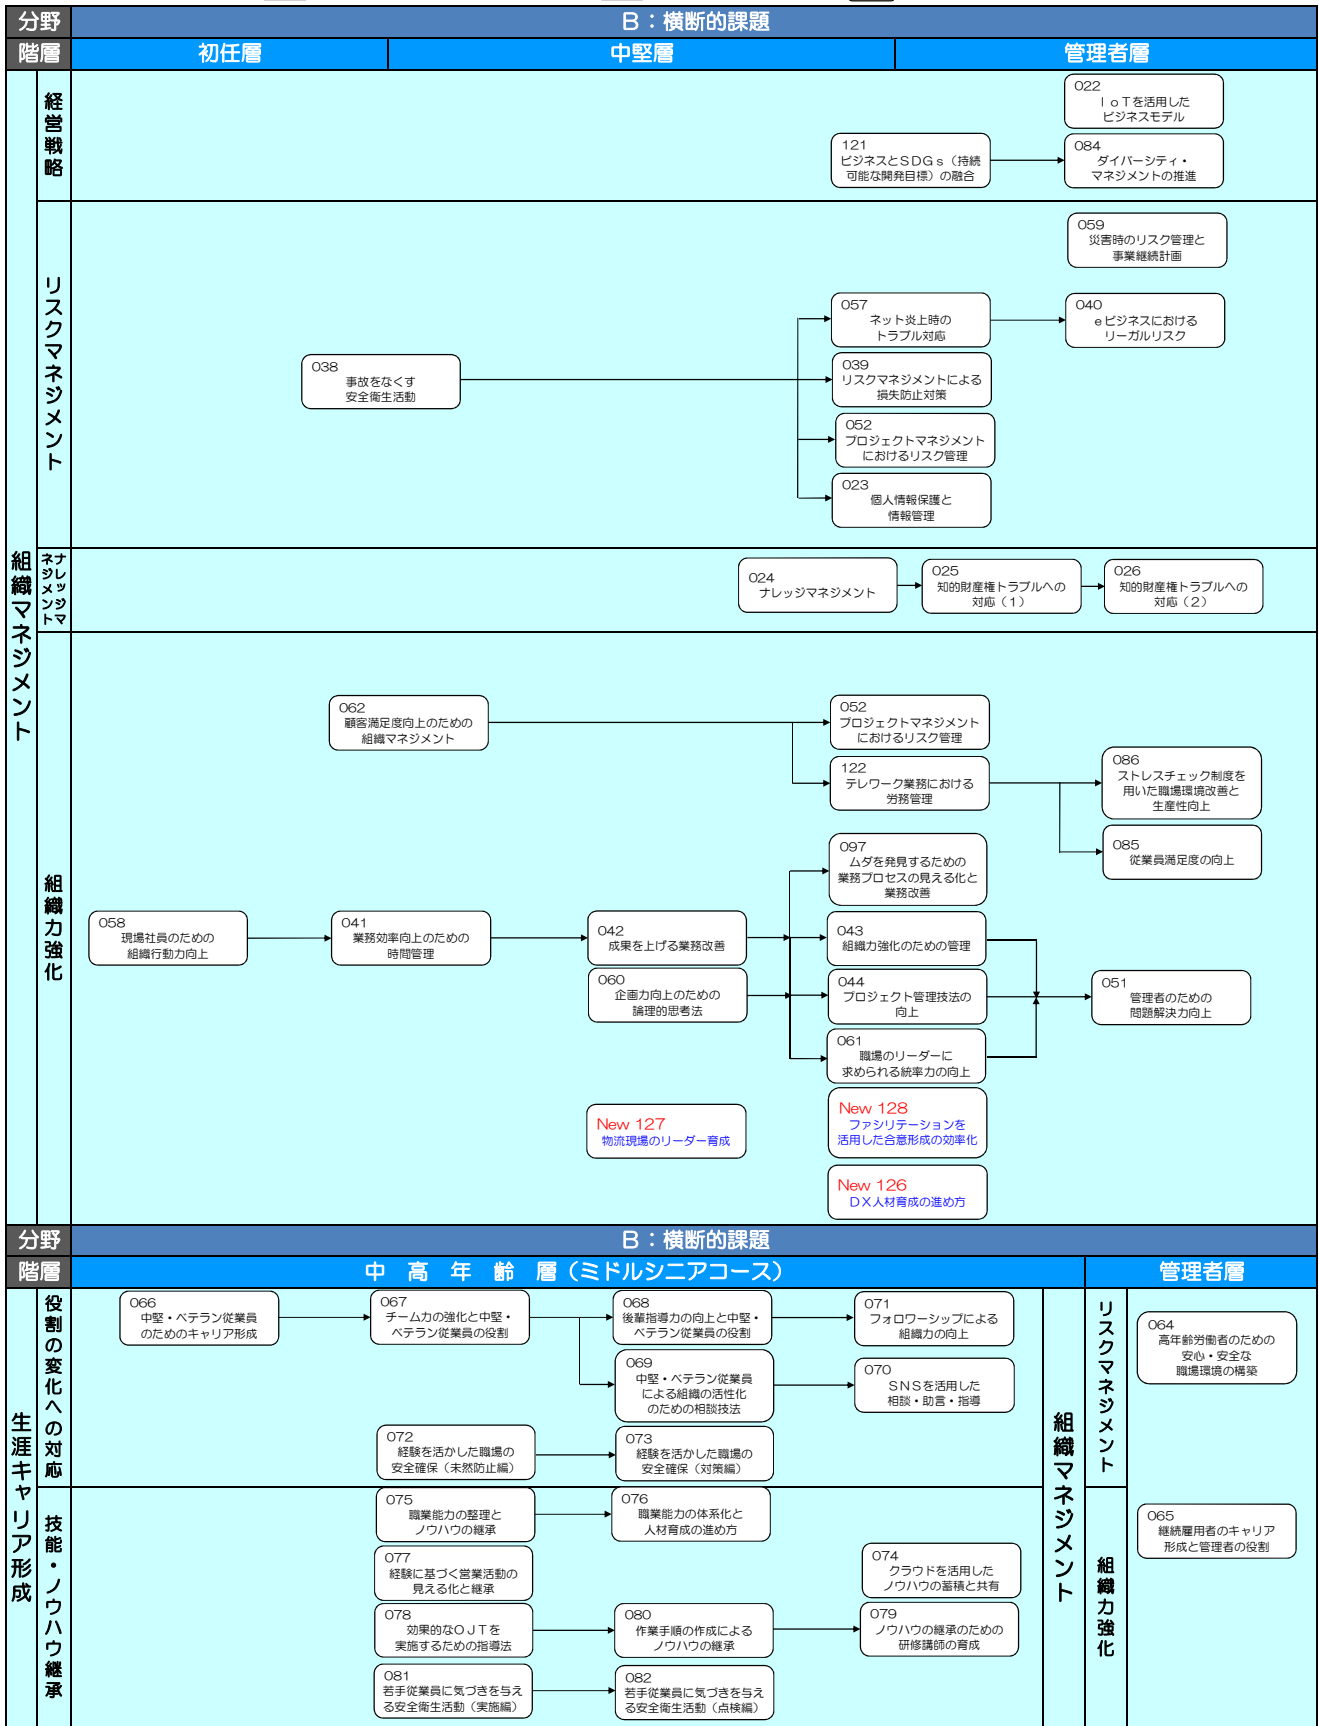 分野
B：横断的課題
階層
初任層
中堅層
管理者層
組織マネジメント
経営戦略
022
ＩｏＴを活用した
ビジネスモデル
121
ビジネスとＳＤＧｓ（持続
可能な開発目標）の融合
084
ダイバーシティ・
マネジメントの推進
リスクマネジメント
059
災害時のリスク管理と
事業継続計画
057
ネット炎上時の
トラブル対応
040
ｅビジネスにおける
リーガルリスク
038
事故をなくす
安全衛生活動
039
リスクマネジメントによる
損失防止対策
052
プロジェクトマネジメント
におけるリスク管理
023
個人情報保護と
情報管理
ナレッジマ
ネジメント
024
ナレッジマネジメント
025
知的財産権トラブルへの
対応（１）
026
知的財産権トラブルへの
対応（２）
組織力強化
062
顧客満足度向上のための
組織マネジメント
052
プロジェクトマネジメント
におけるリスク管理
122
テレワーク業務における
労務管理
086
ストレスチェック制度を
用いた職場環境改善と
生産性向上
085
従業員満足度の向上
097
ムダを発見するための
業務プロセスの見える化と
業務改善
058
現場社員のための
組織行動力向上
041
業務効率向上のための
時間管理
042
成果を上げる業務改善
043
組織力強化のための管理
060
企画力向上のための
論理的思考法
044
プロジェクト管理技法の
向上
051
管理者のための
問題解決力向上
061
職場のリーダーに
求められる統率力の向上
New 127
物流現場のリーダー育成
New 128
ファシリテーションを
活用した合意形成の効率化
New 126
ＤＸ人材育成の進め方
分野
B：横断的課題
階層
中高年齢層（ミドルシニアコース）
管理者層
生涯キャリア形成
役割の変化への対応
066
中堅・ベテラン従業員
のためのキャリア形成
067
チーム力の強化と中堅・
ベテラン従業員の役割
068
後輩指導力の向上と中堅・
ベテラン従業員の役割
071
フォロワーシップによる
組織力の向上
069
中堅・ベテラン従業員
による組織の活性化
のための相談技法
070
ＳＮＳを活用した
相談・助言・指導
072
経験を活かした職場の
安全確保（未然防止編）
073
経験を活かした職場の
安全確保（対策編）
技能・ノウハウ継承
075
職業能力の整理と
ノウハウの継承
076
職業能力の体系化と
人材育成の進め方
077
経験に基づく営業活動の
見える化と継承
074
クラウドを活用した
ノウハウの蓄積と共有
078
効果的なＯＪＴを
実施するための指導法
080
作業手順の作成による
ノウハウの継承
079
ノウハウの継承のための
研修講師の育成
081
若手従業員に気づきを与え
る安全衛生活動（実施編）
082
若手従業員に気づきを与え
る安全衛生活動（点検編）
組織マネジメント
リスクマネジメント
064
高年齢労働者のための
安心・安全な
職場環境の構築
組織力強化
065
継続雇用者のキャリア
形成と管理者の役割